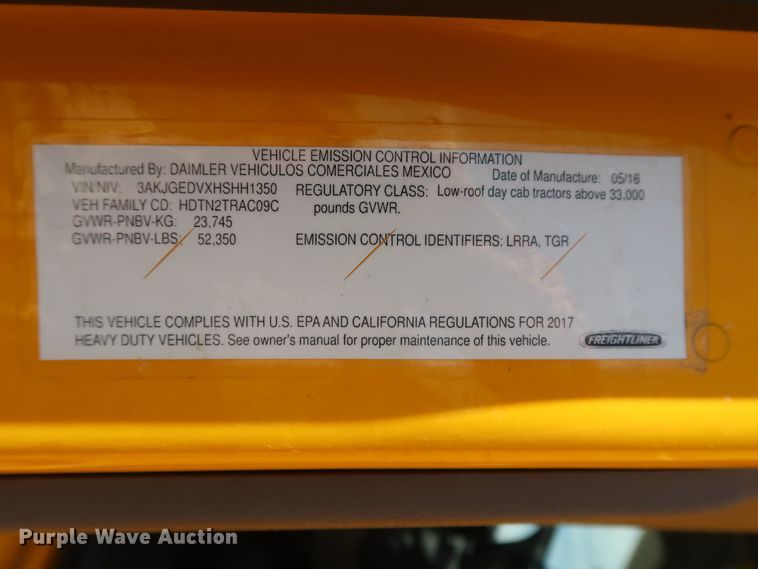 VEHICLE EMISSION CONTROL INFORMATION
Manufactured By: DAIMLER VEHICULOS COMERCIALES MEXICO Date of Manufacture: 05/16
VIN/NIV: 3AKJGEDVXHSHH1350 REGULATORY CLASS: Low-roof day cab tractors above 33,000
VEH FAMILY CD: HDTN2TRAC09C pounds GVWR.
GVWR-PNBV-KG: 23,745
GVWR-PNBV-LBS: 52,350 EMISSION CONTROL IDENTIFIERS: LRRA, TGR
THIS VEHICLE COMPLIES WITH U.S. EPA AND CALIFORNIA REGULATIONS FOR 2017
HEAVY DUTY VEHICLES. See owner's manual for proper maintenance of this vehicle. FREIGHTLINER
Purple Wave Auction